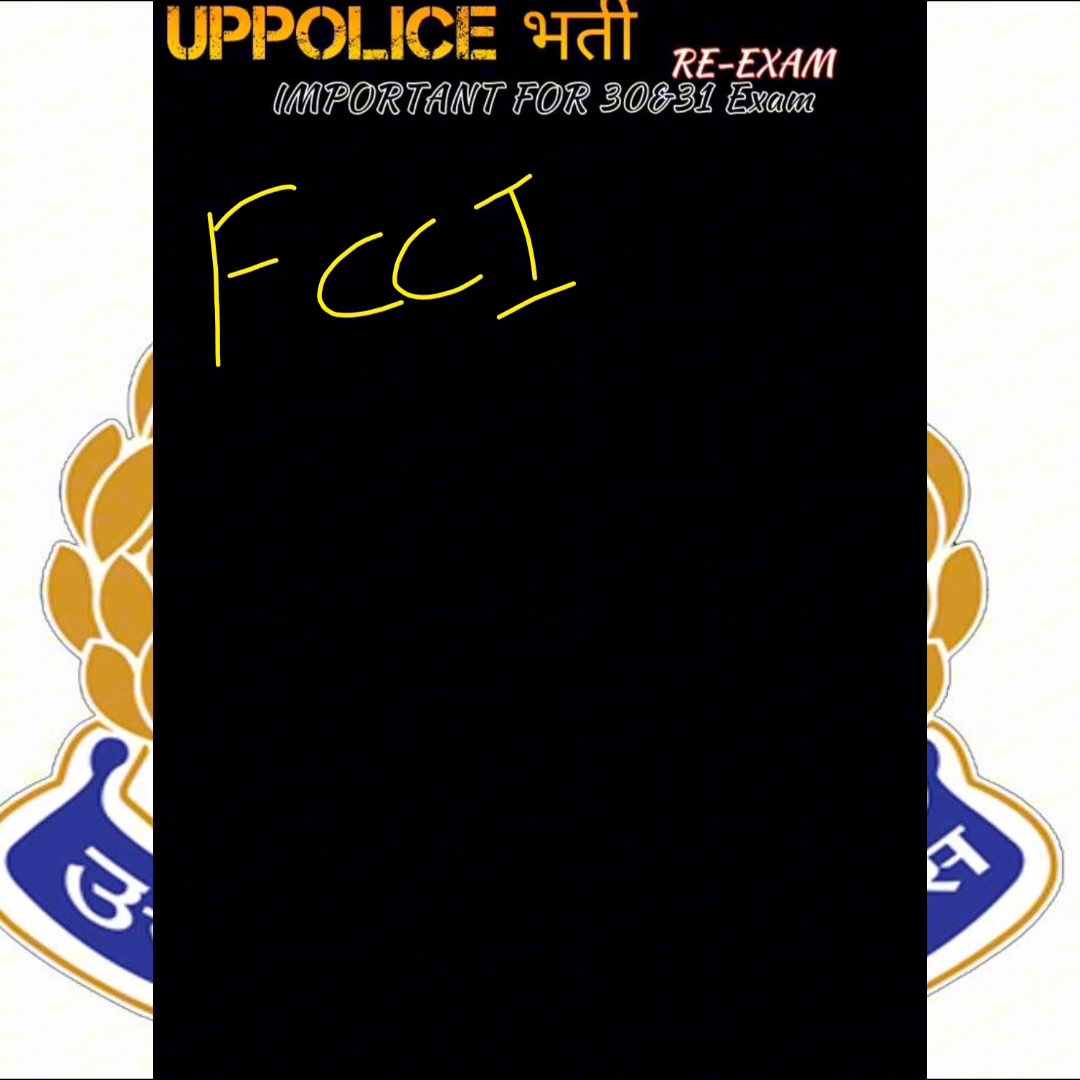 UPPOLICE भर्ती
RE-EXAM
IMPORTANT FOR 30&31 Exam
FCCI